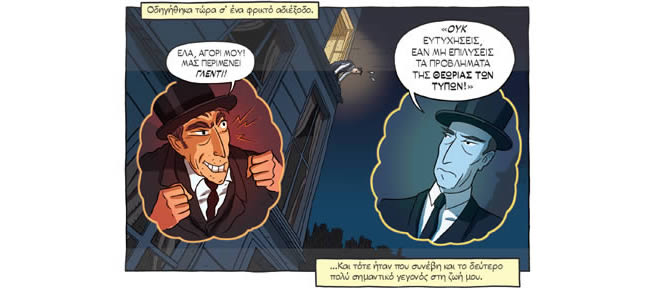 Οδηγήθηκα τώρα σ' ένα φρικτό αδιέξοδο.
ΕΛΑ, ΑΓΟΡΙ ΜΟΥ!
ΜΑΣ ΠΕΡΙΜΕΝΕΙ
ΓΛΕΝΤΙ!
«ΟΥΚ
ΕΥΤΥΧΗΣΕΙΣ,
ΕΑΝ ΜΗ ΕΠΙΛΥΣΕΙΣ
ΤΑ ΠΡΟΒΛΗΜΑΤΑ
ΤΗΣ ΘΕΩΡΙΑΣ ΤΩΝ
ΤΥΠΩΝ!»
...Και τότε ήταν που συνέβη και το δεύτερο
πολύ σημαντικό γεγονός στη ζωή μου.